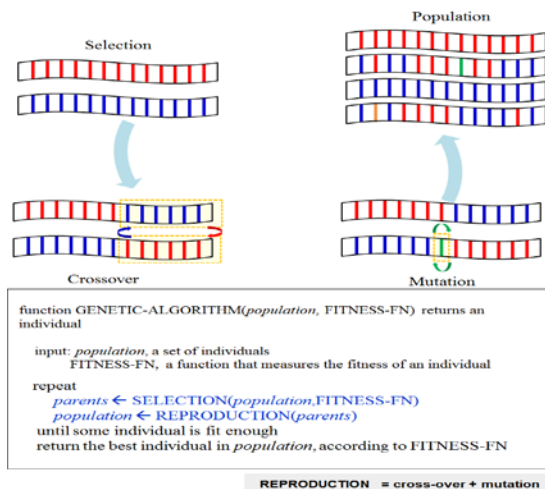 Selection
Population
Crossover
Mutation
function GENETIC-ALGORITHM(population, FITNESS-FN) returns an
individual
input: population, a set of individuals
FITNESS-FN, a function that measures the fitness of an individual
repeat
parents ← SELECTION(population,FITNESS-FN)
population ← REPRODUCTION(parents)
until some individual is fit enough
return the best individual in population, according to FITNESS-FN
REPRODUCTION = cross-over + mutation